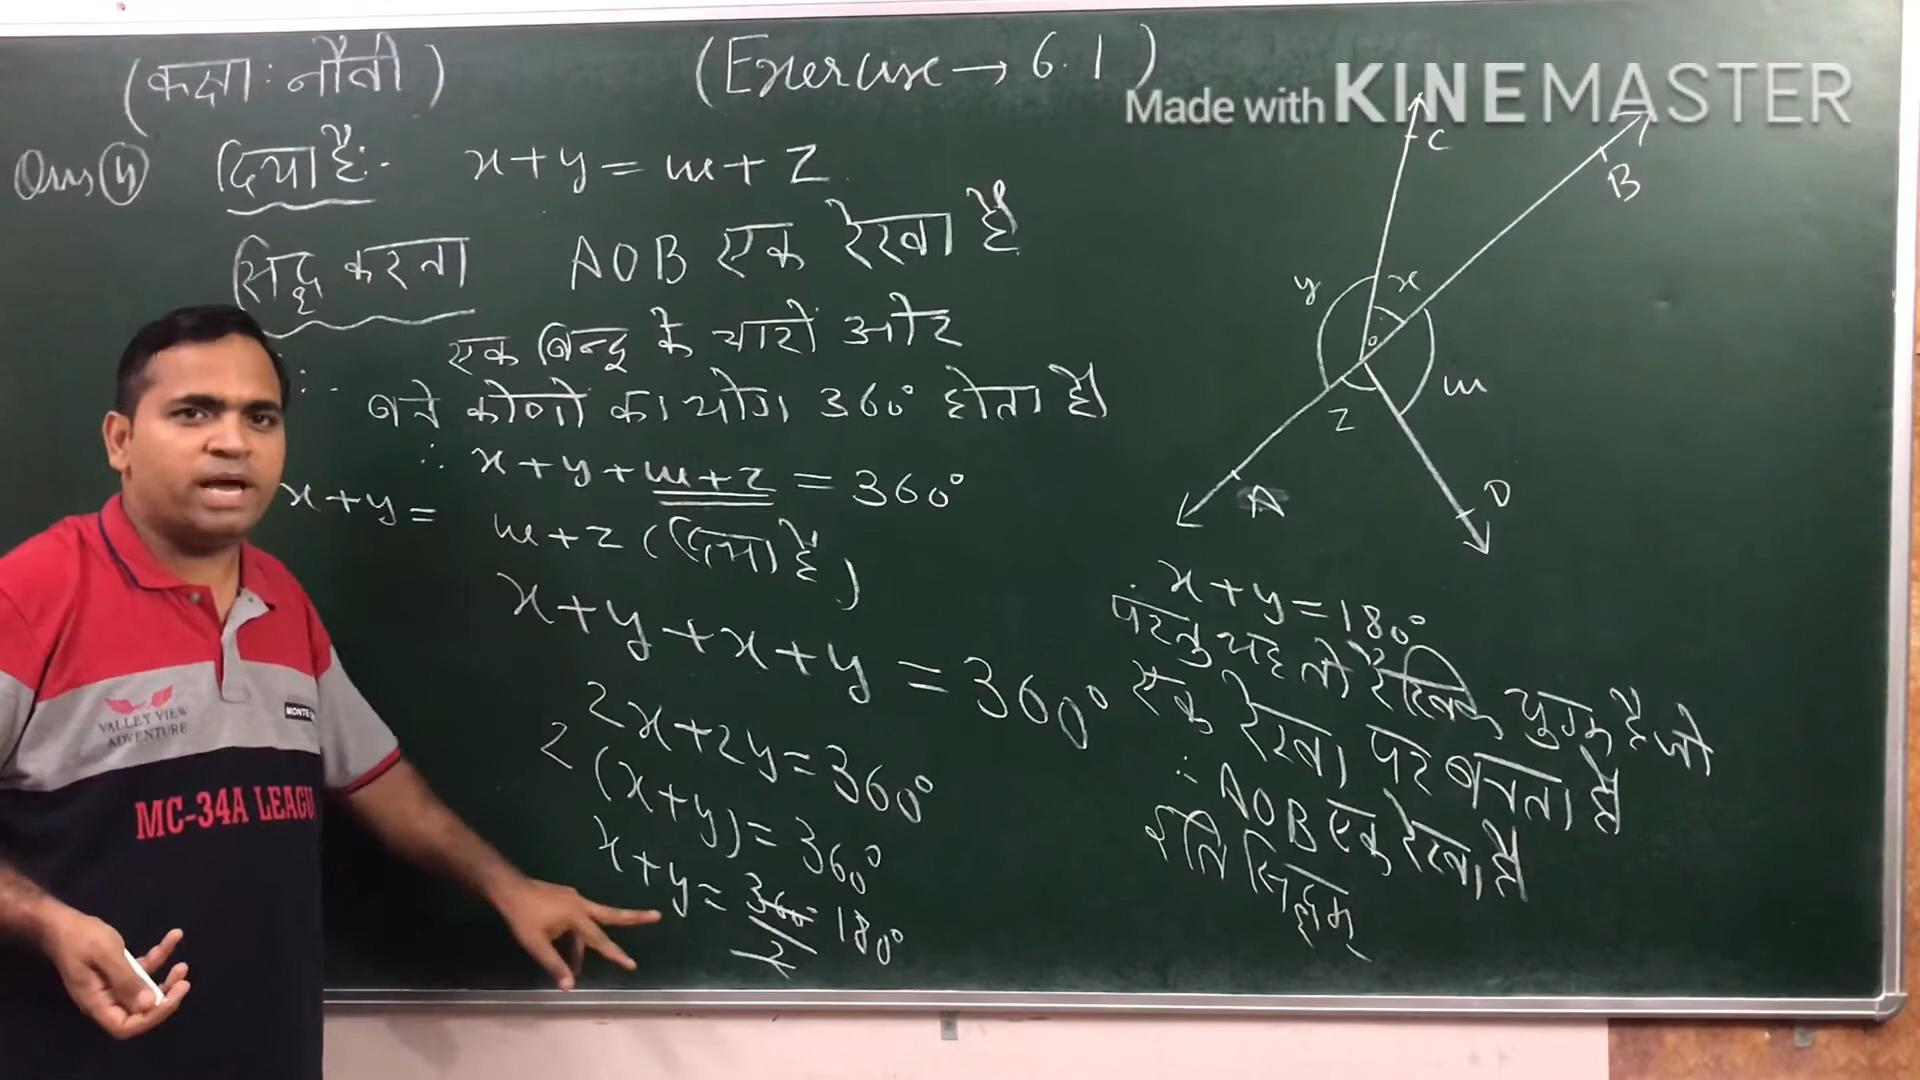 (कक्षा : नौवीं)
(Exercise → 6.1)
Made with KINEMASTER
Ans (4) दिया है:- x+y = w+z
सिद्ध करना AOB एक रेखा है
एक बिन्दु के चारों ओर
बने कोणों का योग 360° होता है।
∴ x+y+w+z = 360°
x+y = w+z (दिया है)
x+y+x+y = 360°
2x+2y=360°
2(x+y)=360°
x+y= 360/2 180°
C
B
y
x
O
w
z
A
D
x+y=180°
परंतु यह तो रैखिक युग्म है जो
एक रेखा पर बनता है
∴ AOB एक रेखा है
इति सिद्धम्
VALLEY VIEW
ADVENTURE
MONTE
MC-34A LEAGU